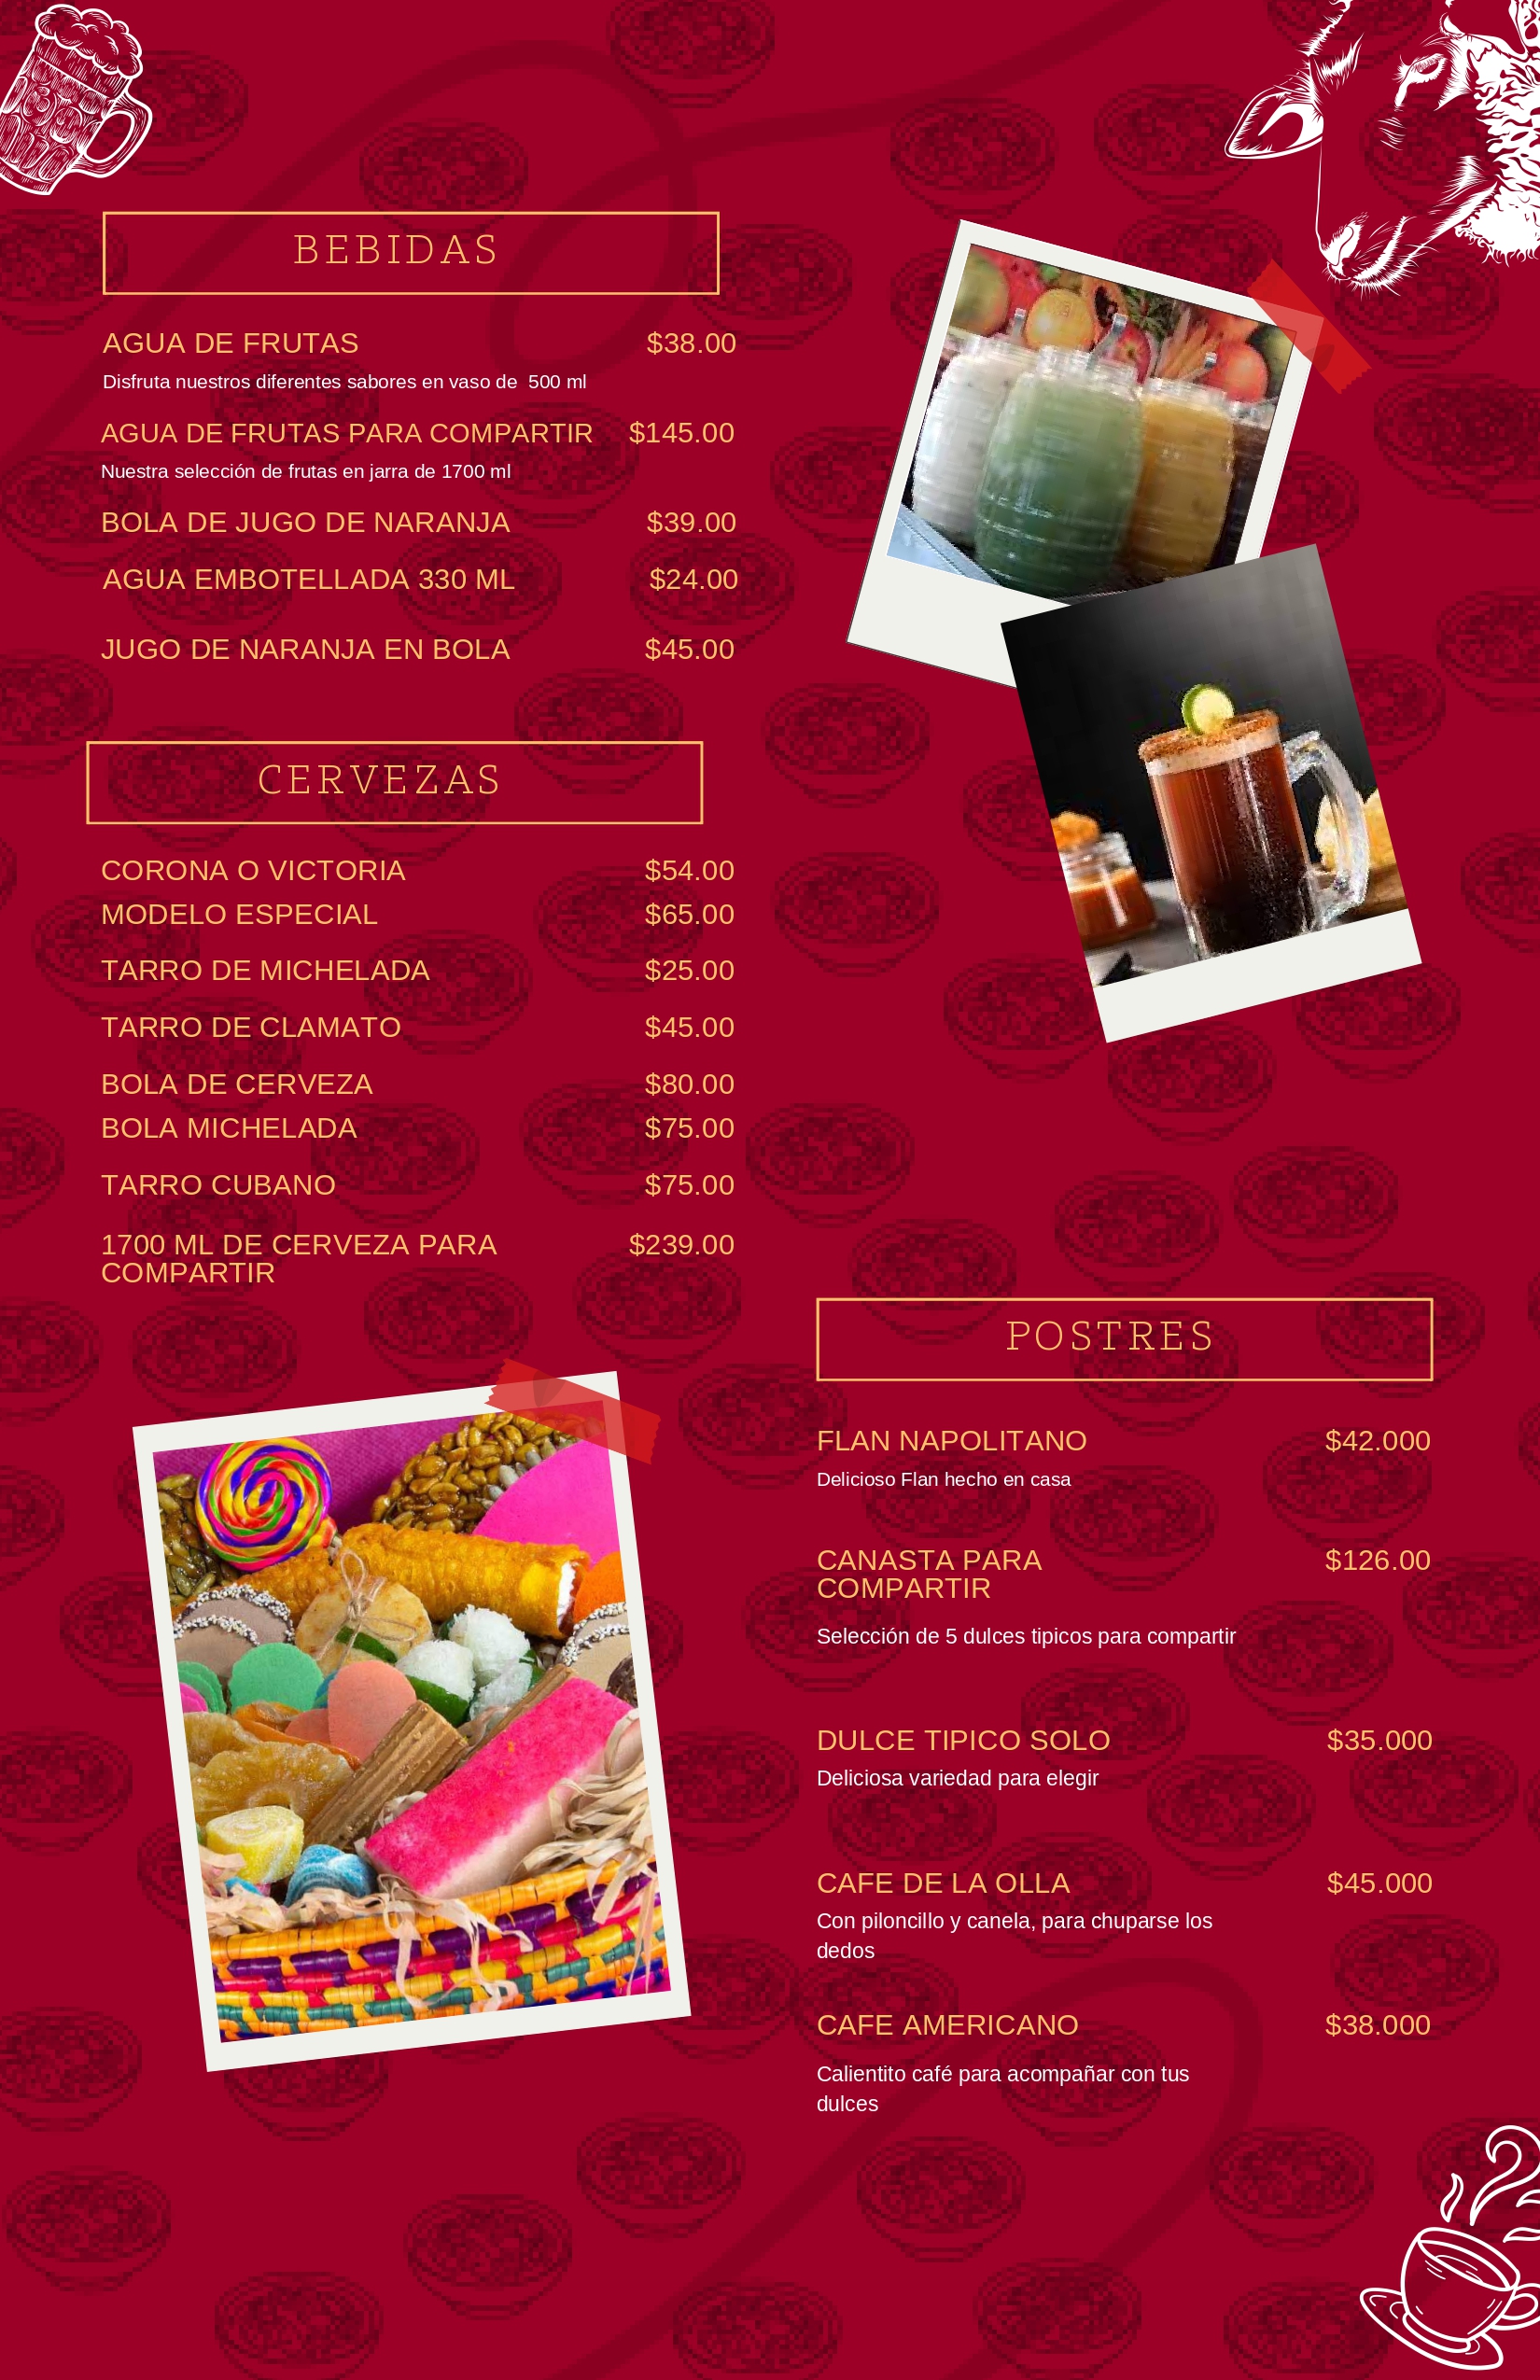 BEBIDAS
AGUA DE FRUTAS $38.00
Disfruta nuestros diferentes sabores en vaso de 500 ml
AGUA DE FRUTAS PARA COMPARTIR $145.00
Nuestra selección de frutas en jarra de 1700 ml
BOLA DE JUGO DE NARANJA $39.00
AGUA EMBOTELLADA 330 ML $24.00
JUGO DE NARANJA EN BOLA $45.00
CERVEZAS
CORONA O VICTORIA $54.00
MODELO ESPECIAL $65.00
TARRO DE MICHELADA $25.00
TARRO DE CLAMATO $45.00
BOLA DE CERVEZA $80.00
BOLA MICHELADA $75.00
TARRO CUBANO $75.00
1700 ML DE CERVEZA PARA $239.00
COMPARTIR
POSTRES
FLAN NAPOLITANO $42.000
Delicioso Flan hecho en casa
CANASTA PARA $126.00
COMPARTIR
Selección de 5 dulces tipicos para compartir
DULCE TIPICO SOLO $35.000
Deliciosa variedad para elegir
CAFE DE LA OLLA $45.000
Con piloncillo y canela, para chuparse los
dedos
CAFE AMERICANO $38.000
Calientito café para acompañar con tus
dulces